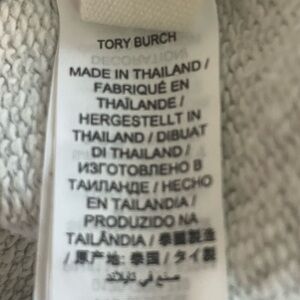 TORY BURCH
MADE IN THAILAND /
FABRIQUÉ EN
THAÏLANDE /
HERGESTELLT IN
THAILAND / DIBUAT
DI THAILAND /
ИЗГОТОВЛЕНО В
ТАИЛАНДЕ / HECHO
EN TAILANDIA /
PRODUZIDO NA
TAILÂNDIA / 泰國製造
/ 原产地: 泰国 / タイ製
صنع في تايلاند